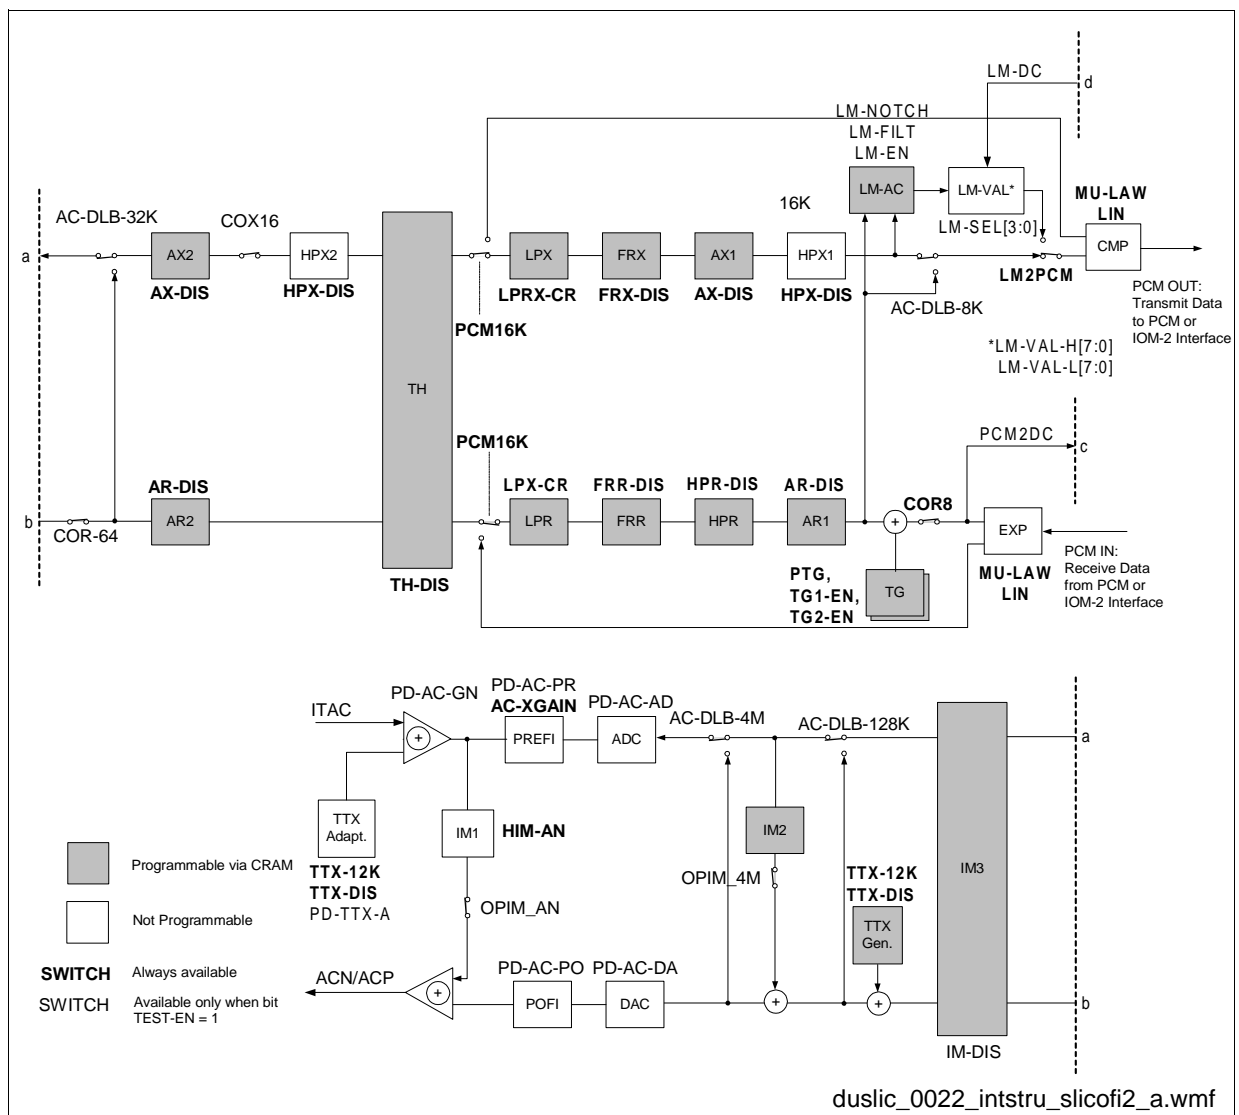 LM-DC
d
LM-NOTCH
LM-FILT
LM-EN
LM-AC
LM-VAL*
MU-LAW
LIN
16K
LM-SEL[3:0]
AC-DLB-32K
COX16
a
AX2
HPX2
LPX
FRX
AX1
HPX1
CMP
AX-DIS
HPX-DIS
LPRX-CR
FRX-DIS
AX-DIS
HPX-DIS
LM2PCM
AC-DLB-8K
PCM OUT:
Transmit Data
to PCM or
IOM-2 Interface
PCM16K
*LM-VAL-H[7:0]
LM-VAL-L[7:0]
TH
PCM16K
PCM2DC
c
AR-DIS
LPX-CR
FRR-DIS
HPR-DIS
AR-DIS
COR8
b
AR2
LPR
FRR
HPR
AR1
+
EXP
COR-64
PCM IN:
Receive Data
from PCM or
IOM-2 Interface
TH-DIS
PTG,
TG1-EN,
TG2-EN
TG
MU-LAW
LIN
PD-AC-GN
PD-AC-PR
AC-XGAIN
PD-AC-AD
ITAC
AC-DLB-4M
AC-DLB-128K
+
PREFI
ADC
a
TTX
Adapt.
IM1
HIM-AN
IM2
IM3
TTX-12K
TTX-DIS
PD-TTX-A
OPIM_4M
TTX-12K
TTX-DIS
Programmable via CRAM
OPIM_AN
TTX
Gen.
Not Programmable
SWITCH
Always available
SWITCH
Available only when bit
TEST-EN = 1
ACN/ACP
PD-AC-PO
PD-AC-DA
+
POFI
DAC
+
+
b
IM-DIS
duslic_0022_intstru_slicofi2_a.wmf